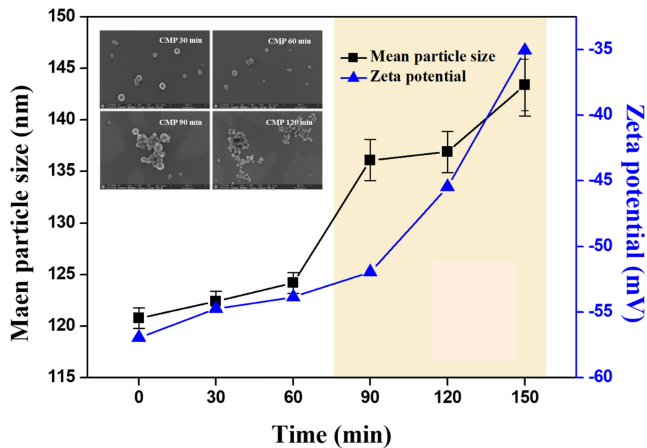 150
145
140
135
130
125
120
115
Maen particle size (nm)
CMP 30 min
CMP 60 min
CMP 90 min
CMP 120 min
Mean particle size
Zeta potential
-35
-40
-45
-50
-55
-60
Zeta potential (mV)
0 30 60 90 120 150
Time (min)